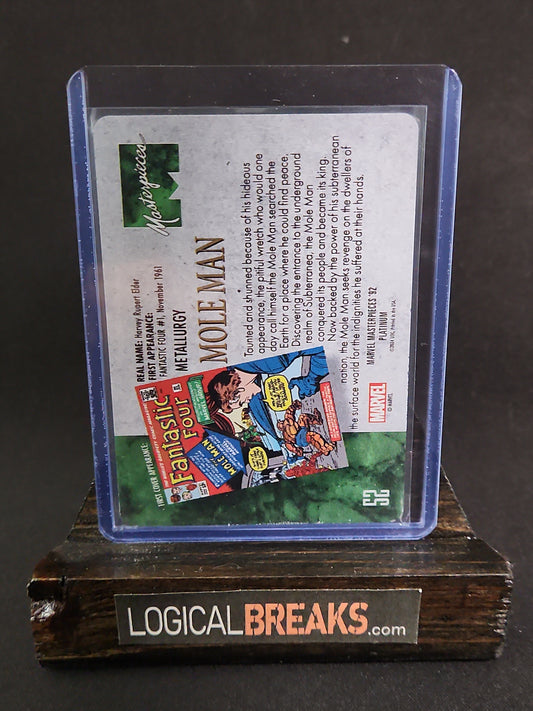 Masterpieces
REAL NAME: Harvey Rupert Elder
FIRST APPEARANCE:
FANTASTIC FOUR #1, November 1961
METALLURGY
MOLE MAN
Taunted and shunned because of his hideous
appearance, the pitiful wretch who would one
day call himself the Mole Man searched the
Earth for a place where he could find peace.
Discovering the entrance to the underground
realm of Subterranea, the Mole Man
conquered its people and became its king.
Now backed by the power of his subterranean
nation, the Mole Man seeks revenge on the dwellers of
the surface world for the indignities he suffered at their hands.
MARVEL
© MARVEL
MARVEL MASTERPIECES '92
PLATINUM
FIRST COVER APPEARANCE:
Fantastic
Four
MOLE MAN
52
LOGICALBREAKS.com